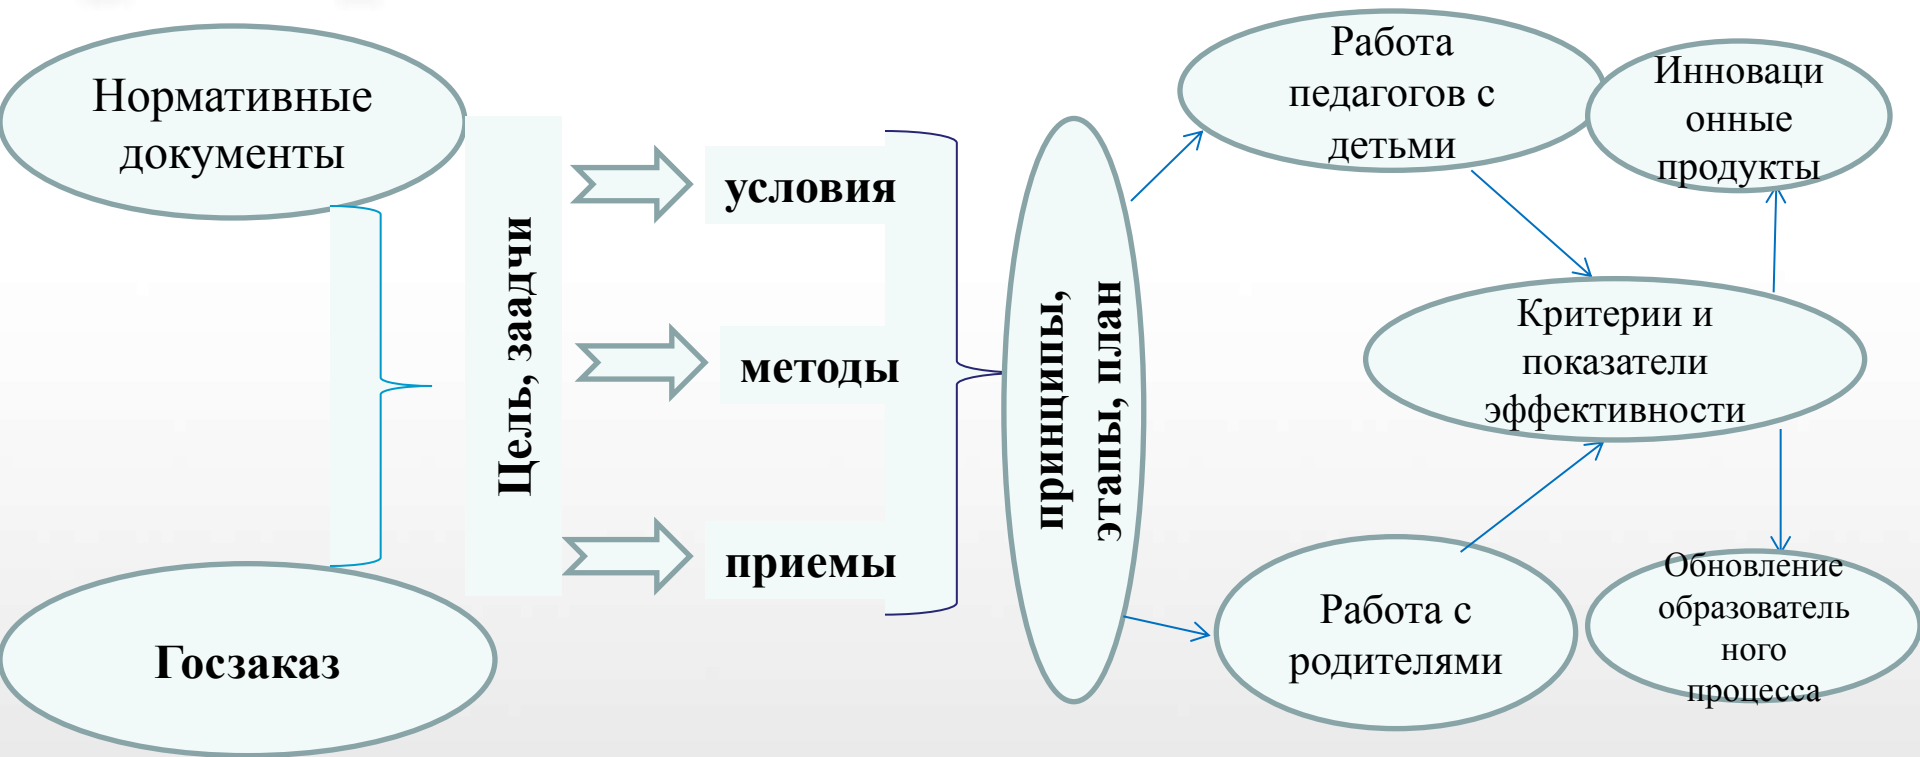 Нормативные
документы
Госзаказ
Цель, заадчи
условия
методы
приемы
принципы,
этапы, план
Работа
педагогов с
детьми
Инноваци
онные
продукты
Критерии и
показатели
эффективности
Работа с
родителями
Обновление
образователь
ного
процесса